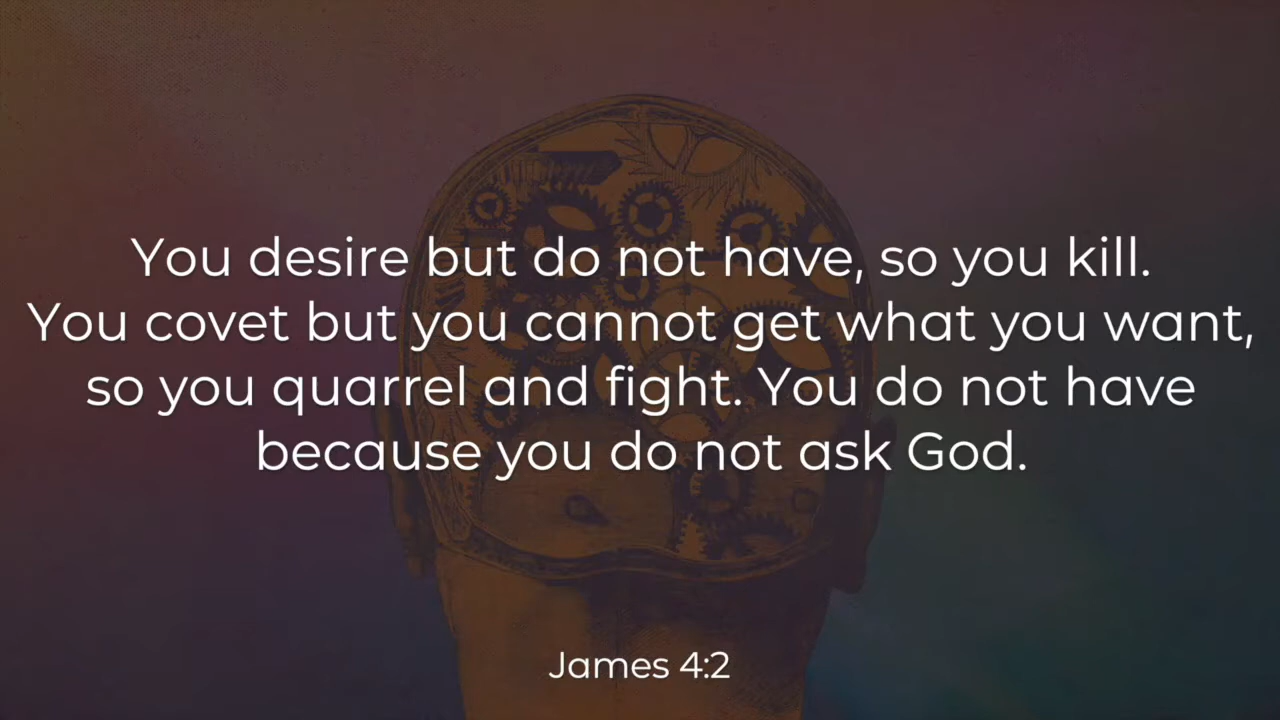 You desire but do not have, so you kill.
You covet but you cannot get what you want,
so you quarrel and fight. You do not have
because you do not ask God.
James 4:2